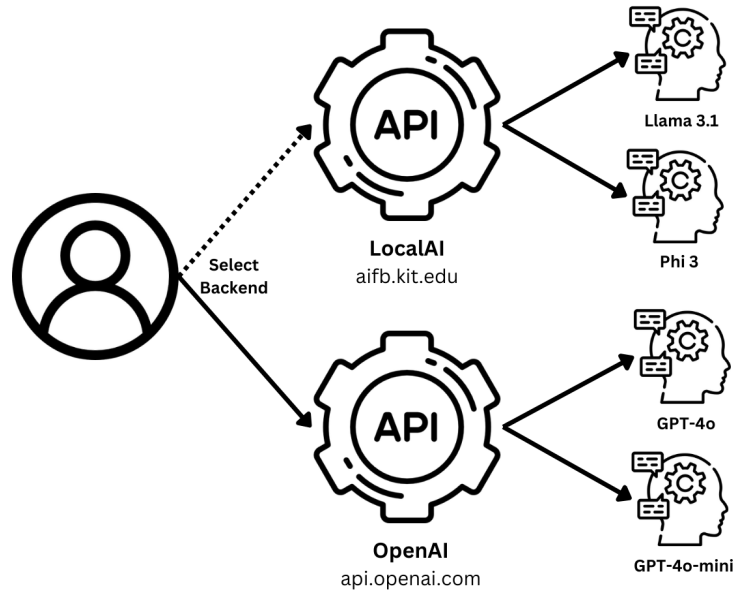 API
Llama 3.1
Phi 3
LocalAI
aifb.kit.edu
Select
Backend
API
GPT-4o
GPT-4o-mini
OpenAI
api.openai.com